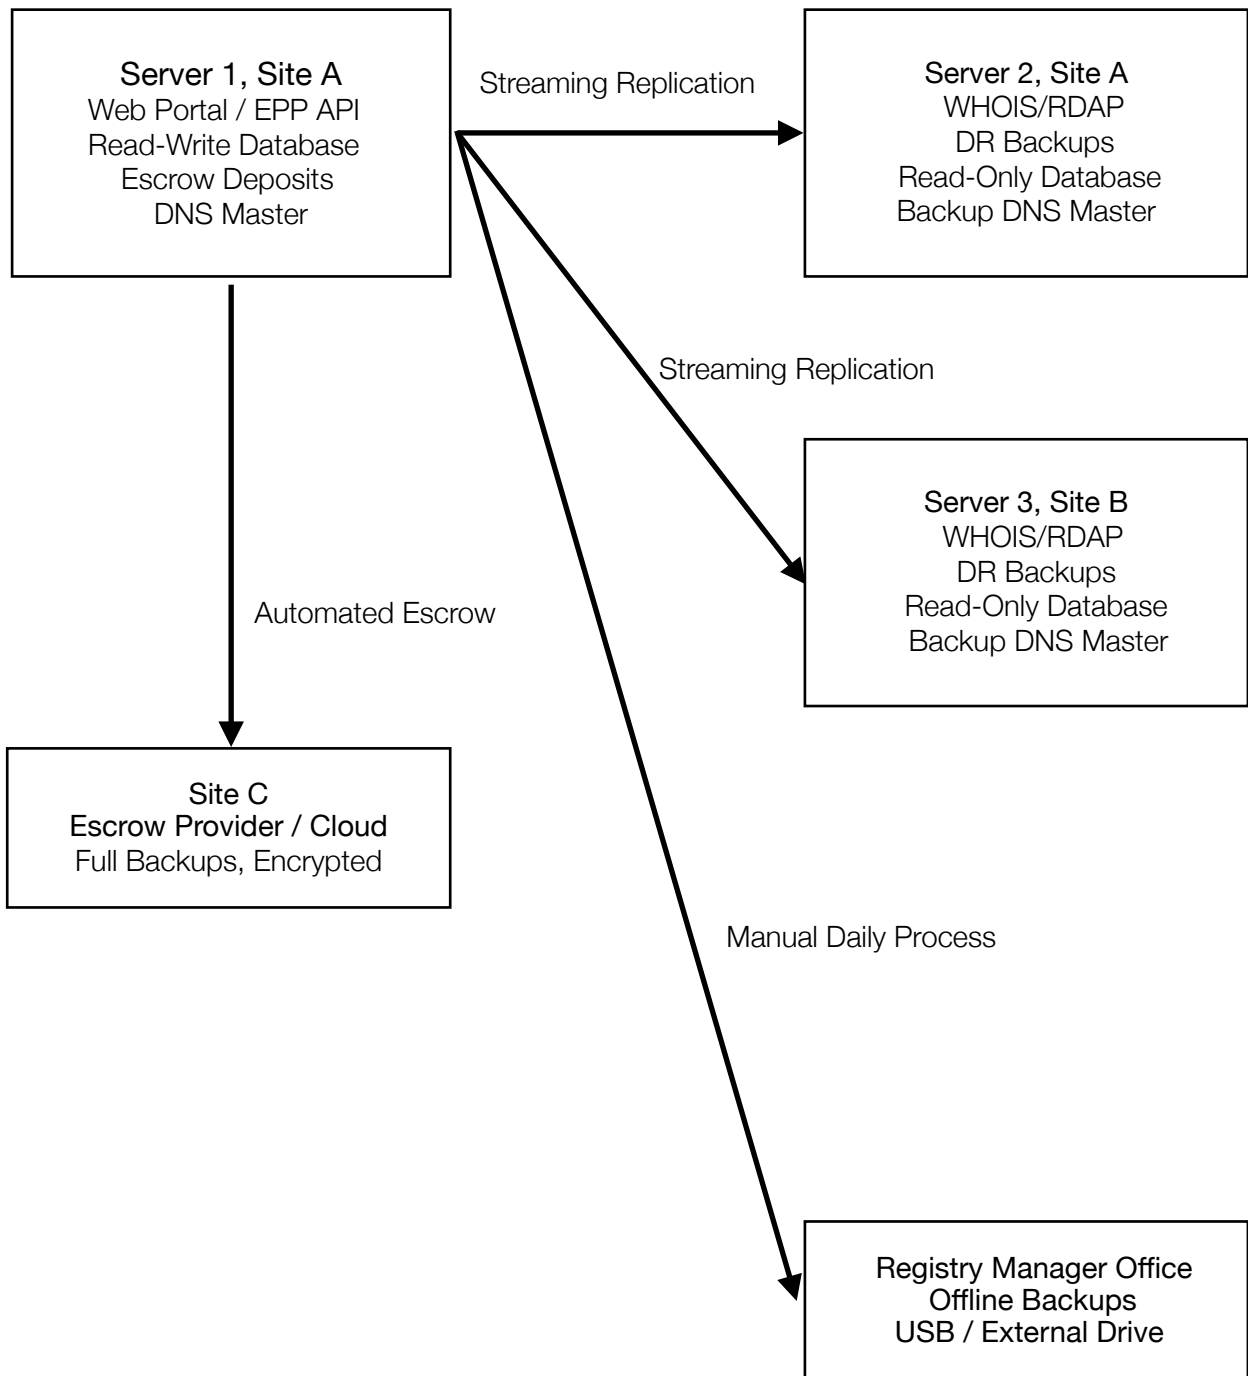 Server 1, Site A
Web Portal / EPP API
Read-Write Database
Escrow Deposits
DNS Master
Streaming Replication
Server 2, Site A
WHOIS/RDAP
DR Backups
Read-Only Database
Backup DNS Master
Streaming Replication
Server 3, Site B
WHOIS/RDAP
DR Backups
Read-Only Database
Backup DNS Master
Automated Escrow
Site C
Escrow Provider / Cloud
Full Backups, Encrypted
Manual Daily Process
Registry Manager Office
Offline Backups
USB / External Drive